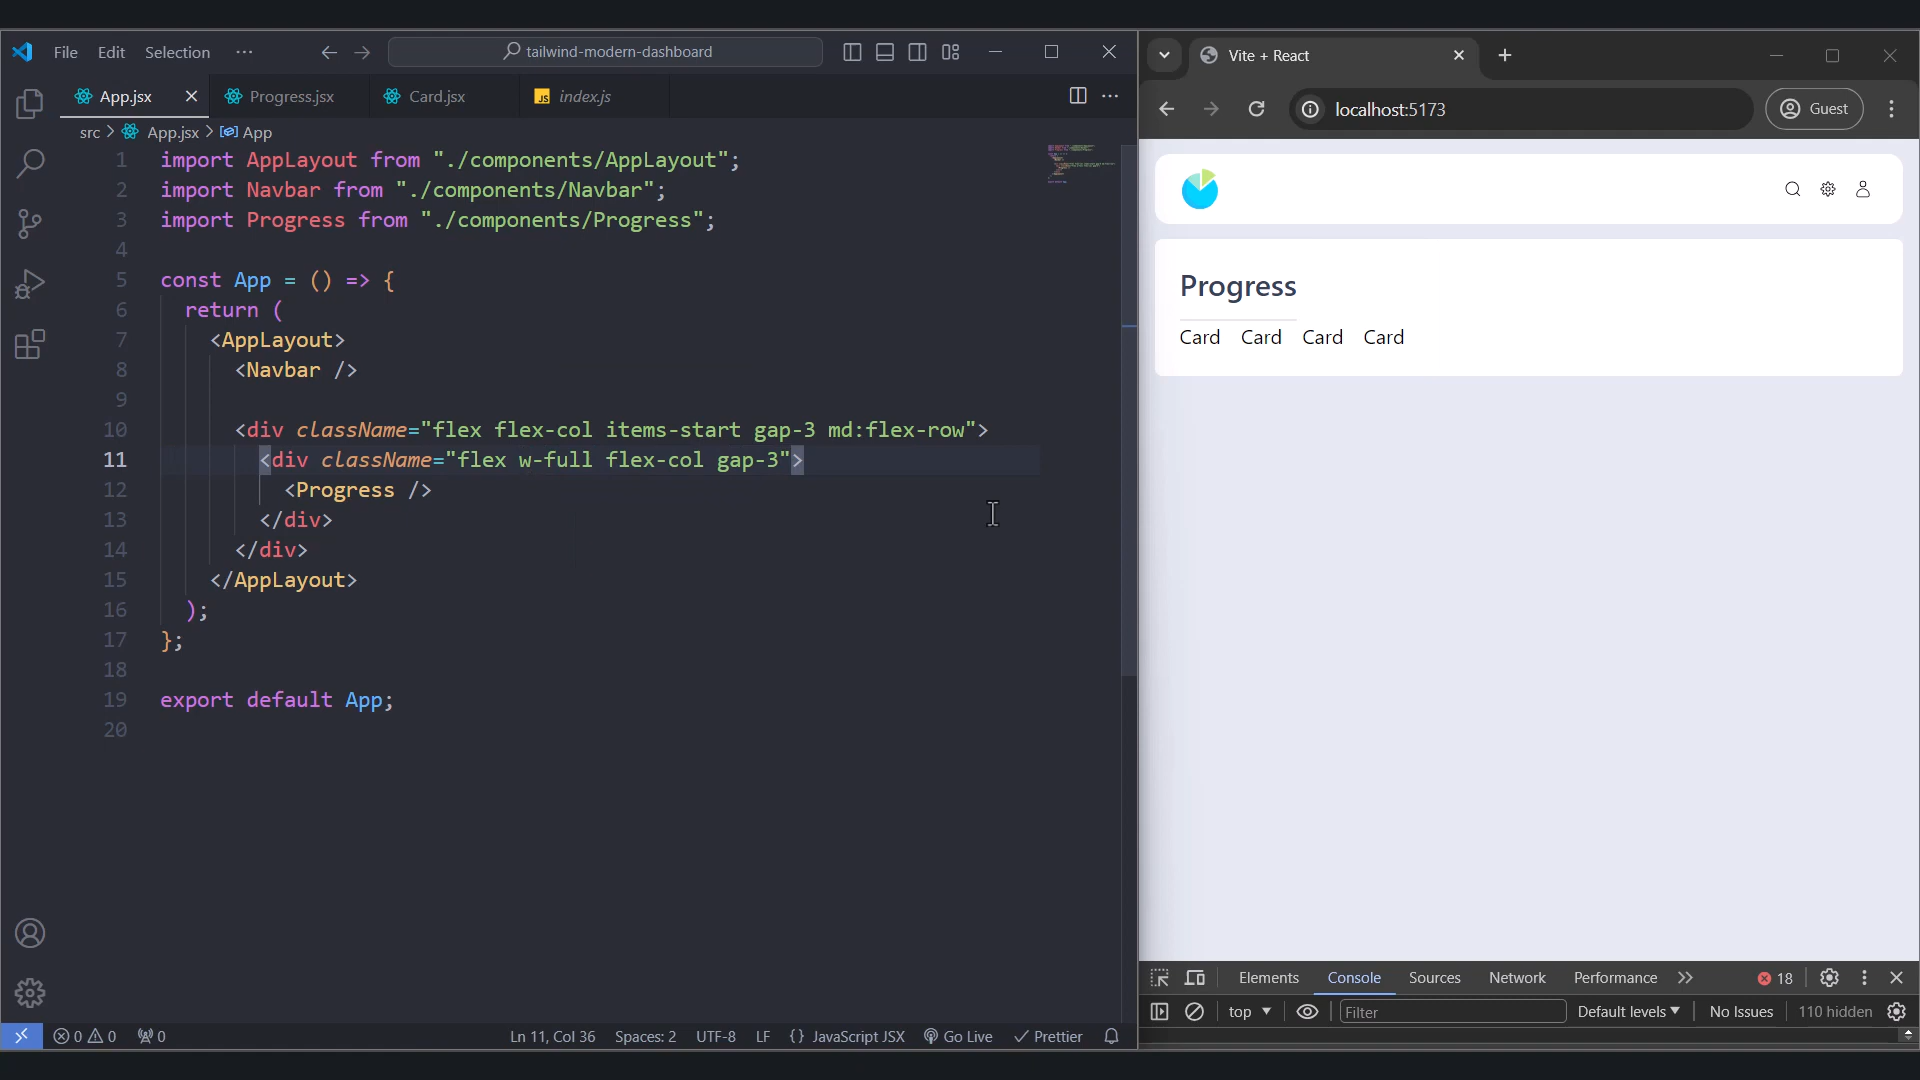 File Edit Selection ··· tailwind-modern-dashboard
App.jsx Progress.jsx Card.jsx index.js ···
src > App.jsx > App
1 import AppLayout from "./components/AppLayout";
2 import Navbar from "./components/Navbar";
3 import Progress from "./components/Progress";
4
5 const App = () => {
6 return (
7 <AppLayout>
8 <Navbar />
9
10 <div className="flex flex-col items-start gap-3 md:flex-row">
11 <div className="flex w-full flex-col gap-3">
12 <Progress />
13 </div>
14 </div>
15 </AppLayout>
16 );
17 };
18
19 export default App;
20
0 0 0 Ln 11, Col 36 Spaces: 2 UTF-8 LF {} JavaScript JSX Go Live Prettier
Vite + React
localhost:5173 Guest
Progress
Card Card Card Card
Elements Console Sources Network Performance 18
top Filter Default levels No Issues 110 hidden